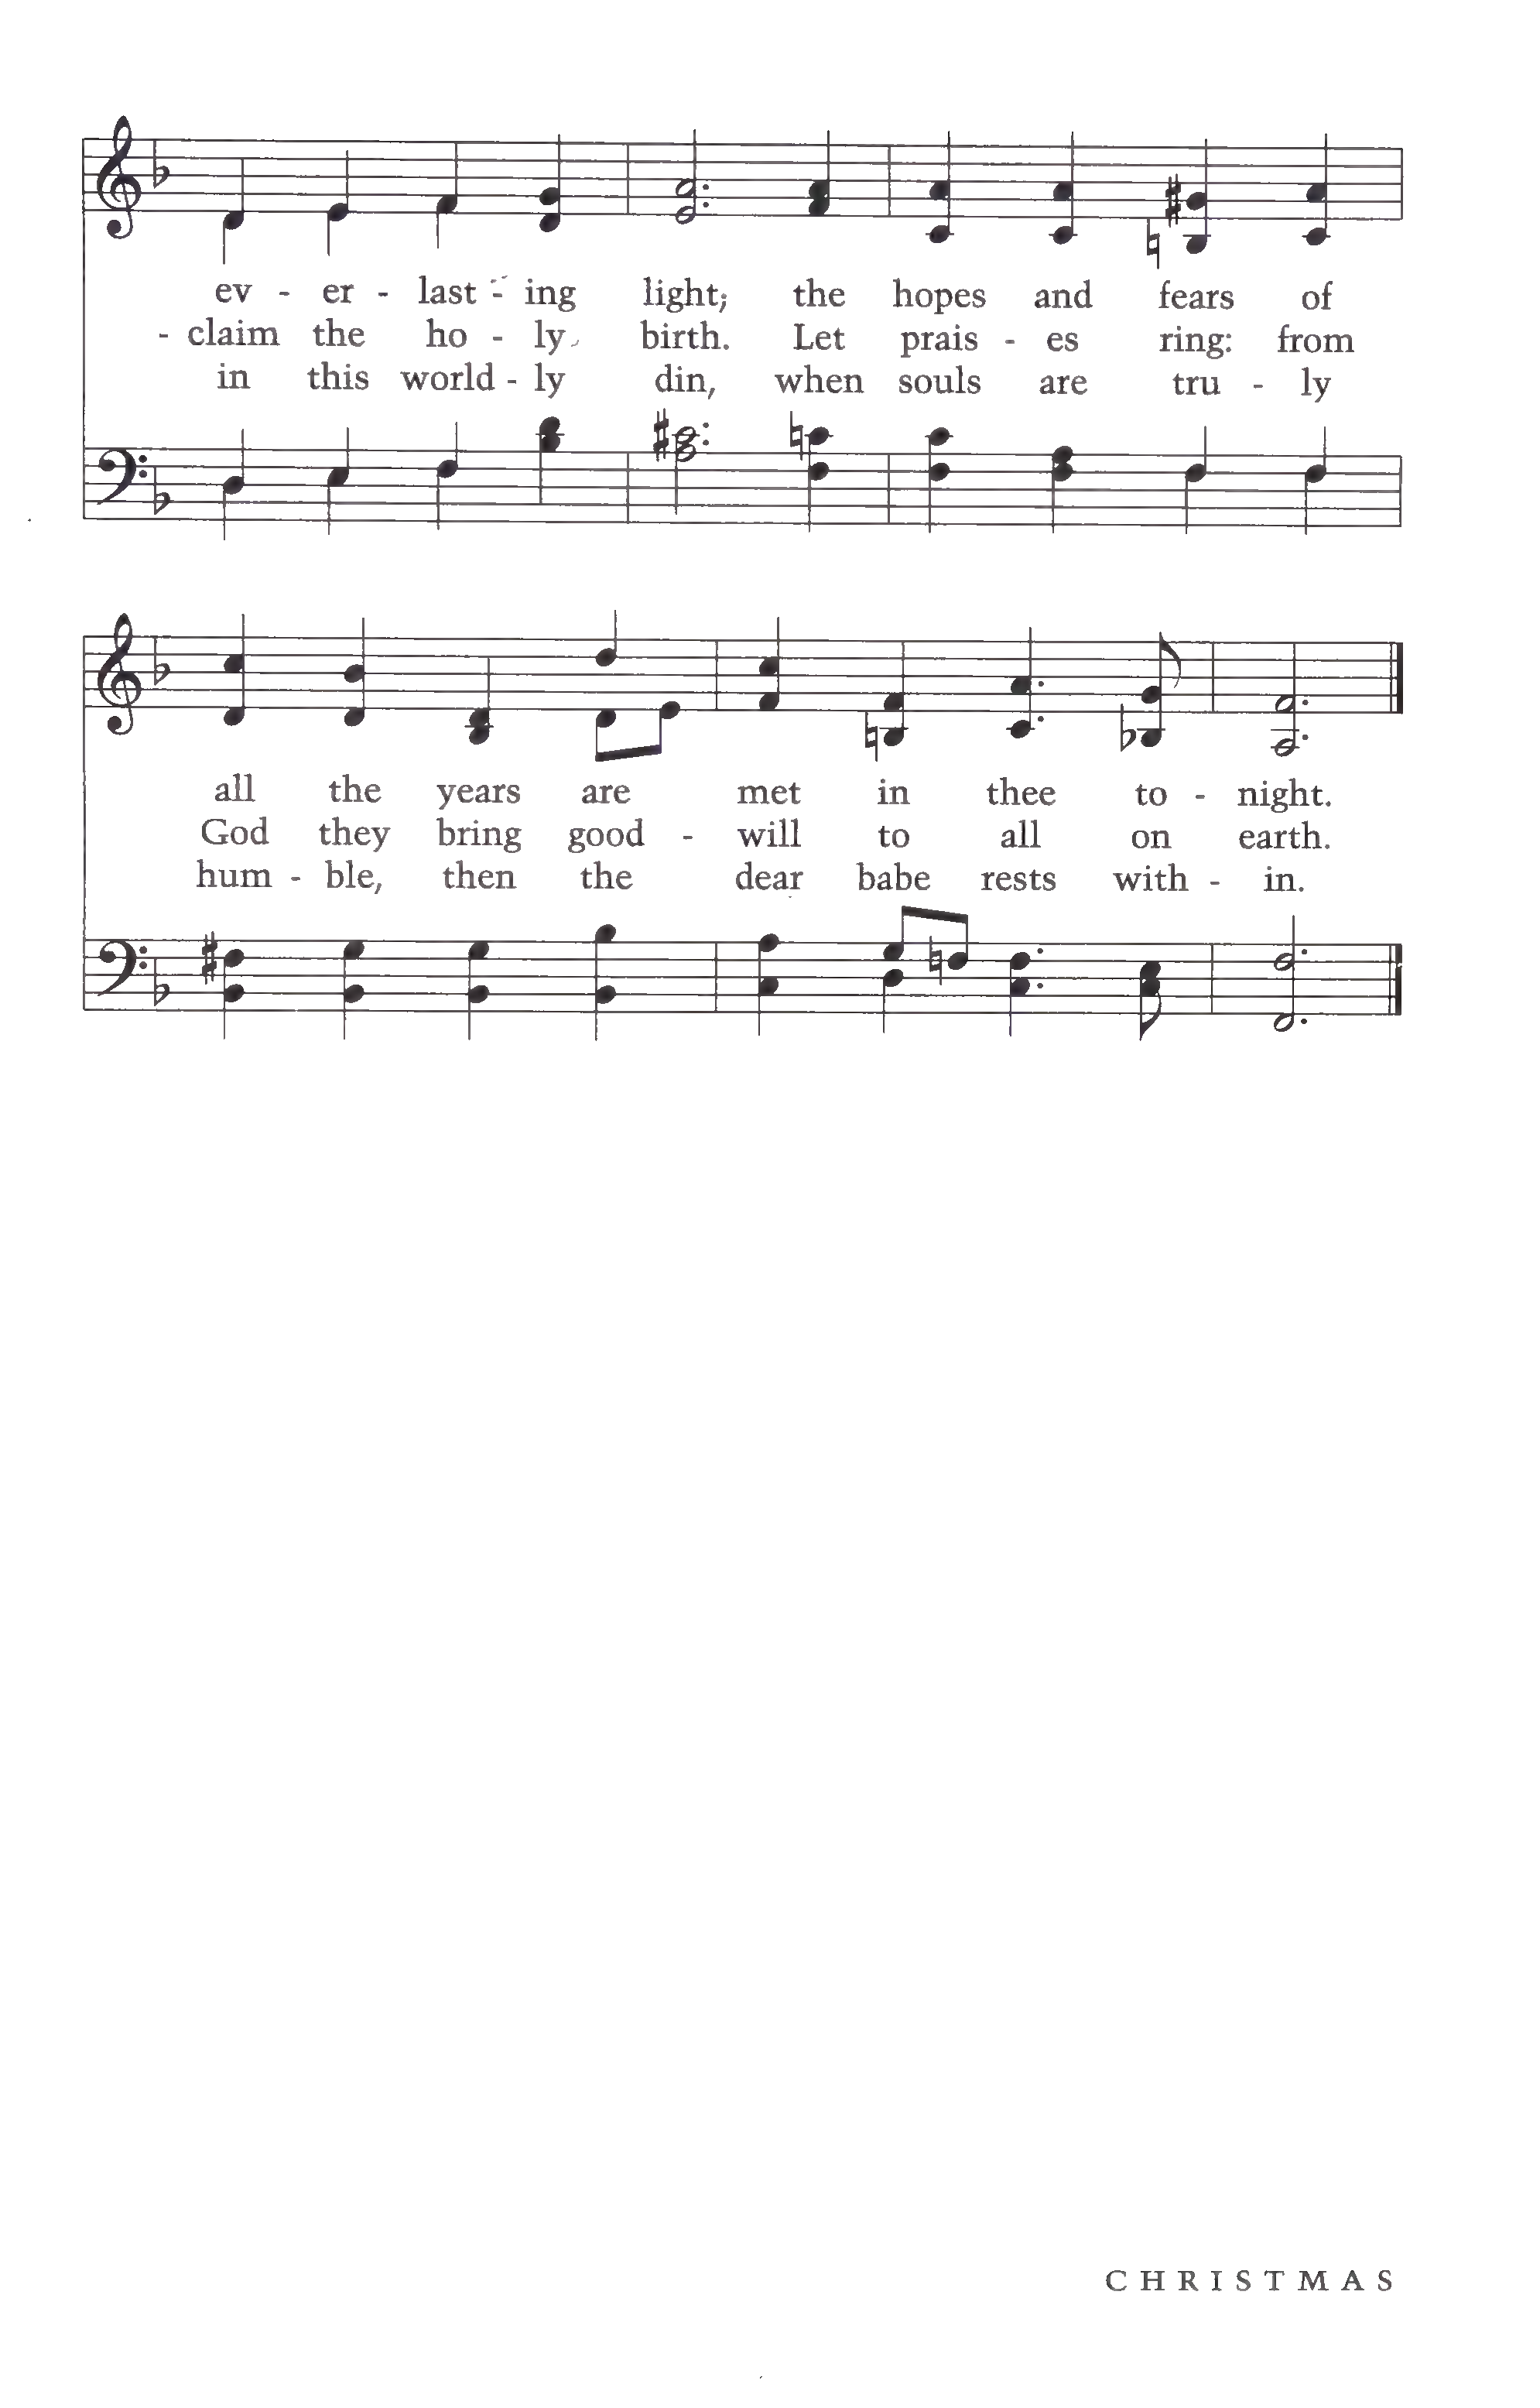 ev - er - last - ing light; the hopes and fears of
- claim the ho - ly birth. Let prais - es ring: from
in this world - ly din, when souls are tru - ly
all the years are met in thee to - night.
God they bring good - will to all on earth.
hum - ble, then the dear babe rests with - in.
CHRISTMAS